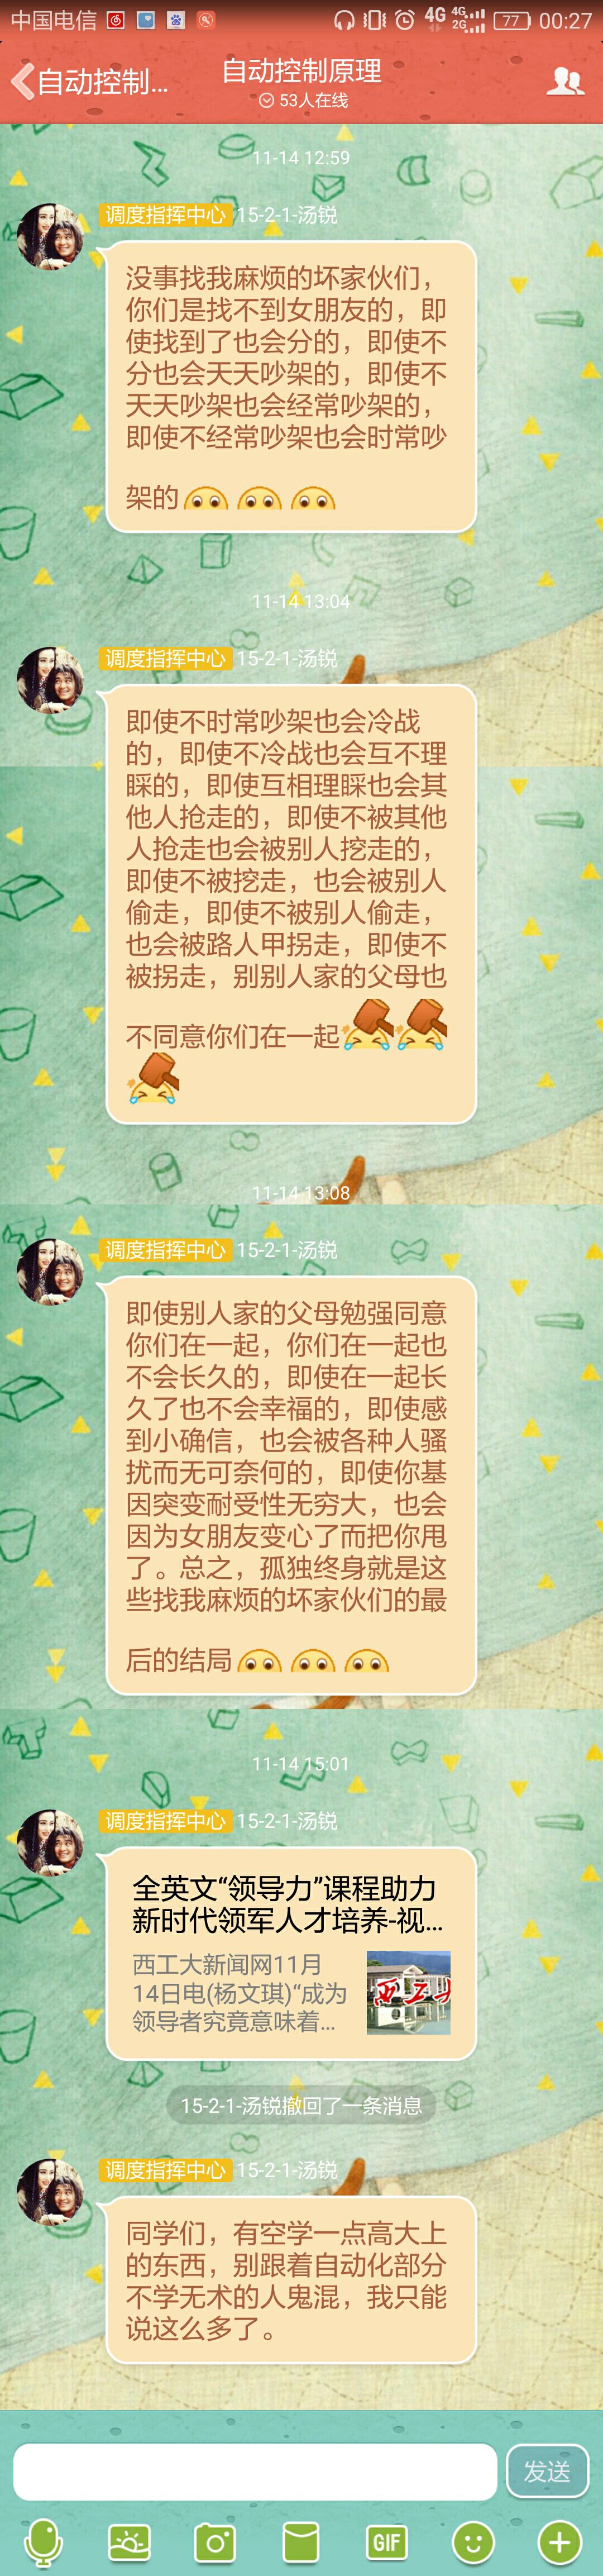 中国电信
4G
4G
2G
77
00:27
自动控制...
自动控制原理
53人在线
11-14 12:59
调度指挥中心 15-2-1-汤锐
没事找我麻烦的坏家伙们，
你们是找不到女朋友的，即
使找到了也会分的，即使不
分也会天天吵架的，即使不
天天吵架也会经常吵架的，
即使不经常吵架也会时常吵
架的
11-14 13:04
调度指挥中心 15-2-1-汤锐
即使不时常吵架也会冷战
的，即使不冷战也会互不理
睬的，即使互相理睬也会其
他人抢走的，即使不被其他
人抢走也会被别人挖走的，
即使不被挖走，也会被别人
偷走，即使不被别人偷走，
也会被路人甲拐走，即使不
被拐走，别别人家的父母也
不同意你们在一起
11-14 13:08
调度指挥中心 15-2-1-汤锐
即使别人家的父母勉强同意
你们在一起，你们在一起也
不会长久的，即使在一起长
久了也不会幸福的，即使感
到小确信，也会被各种人骚
扰而无可奈何的，即使你基
因突变耐受性无穷大，也会
因为女朋友变心了而把你甩
了。总之，孤独终身就是这
些找我麻烦的坏家伙们的最
后的结局
11-14 15:01
调度指挥中心 15-2-1-汤锐
全英文“领导力”课程助力
新时代领军人才培养-视...
西工大新闻网11月
14日电(杨文琪)“成为
领导者究竟意味着...
西工大
15-2-1-汤锐撤回了一条消息
调度指挥中心 15-2-1-汤锐
同学们，有空学一点高大上
的东西，别跟着自动化部分
不学无术的人鬼混，我只能
说这么多了。
发送
GIF